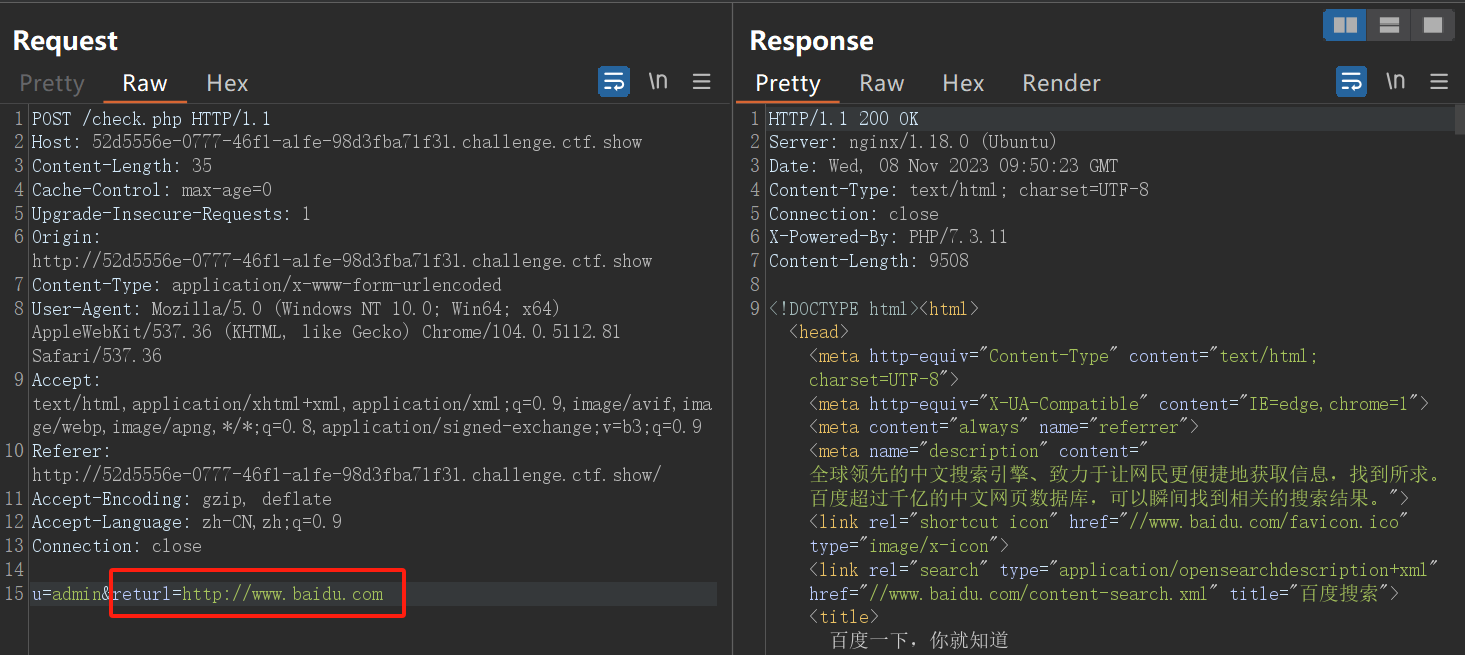 Request
Pretty Raw Hex \n
1 POST /check.php HTTP/1.1
2 Host: 52d5556e-0777-46f1-a1fe-98d3fba71f31.challenge.ctf.show
3 Content-Length: 35
4 Cache-Control: max-age=0
5 Upgrade-Insecure-Requests: 1
6 Origin:
http://52d5556e-0777-46f1-a1fe-98d3fba71f31.challenge.ctf.show
7 Content-Type: application/x-www-form-urlencoded
8 User-Agent: Mozilla/5.0 (Windows NT 10.0; Win64; x64)
AppleWebKit/537.36 (KHTML, like Gecko) Chrome/104.0.5112.81
Safari/537.36
9 Accept:
text/html,application/xhtml+xml,application/xml;q=0.9,image/avif,ima
ge/webp,image/apng,*/*;q=0.8,application/signed-exchange;v=b3;q=0.9
10 Referer:
http://52d5556e-0777-46f1-a1fe-98d3fba71f31.challenge.ctf.show/
11 Accept-Encoding: gzip, deflate
12 Accept-Language: zh-CN,zh;q=0.9
13 Connection: close
14
15 u=admin&returl=http://www.baidu.com
Response
Pretty Raw Hex Render \n
1 HTTP/1.1 200 OK
2 Server: nginx/1.18.0 (Ubuntu)
3 Date: Wed, 08 Nov 2023 09:50:23 GMT
4 Content-Type: text/html; charset=UTF-8
5 Connection: close
6 X-Powered-By: PHP/7.3.11
7 Content-Length: 9508
8
9 <!DOCTYPE html><html>
<head>
<meta http-equiv="Content-Type" content="text/html;
charset=UTF-8">
<meta http-equiv="X-UA-Compatible" content="IE=edge,chrome=1">
<meta content="always" name="referrer">
<meta name="description" content="
全球领先的中文搜索引擎、致力于让网民更便捷地获取信息，找到所求。
百度超过千亿的中文网页数据库，可以瞬间找到相关的搜索结果。">
<link rel="shortcut icon" href="//www.baidu.com/favicon.ico"
type="image/x-icon">
<link rel="search" type="application/opensearchdescription+xml"
href="//www.baidu.com/content-search.xml" title="百度搜索">
<title>
百度一下，你就知道